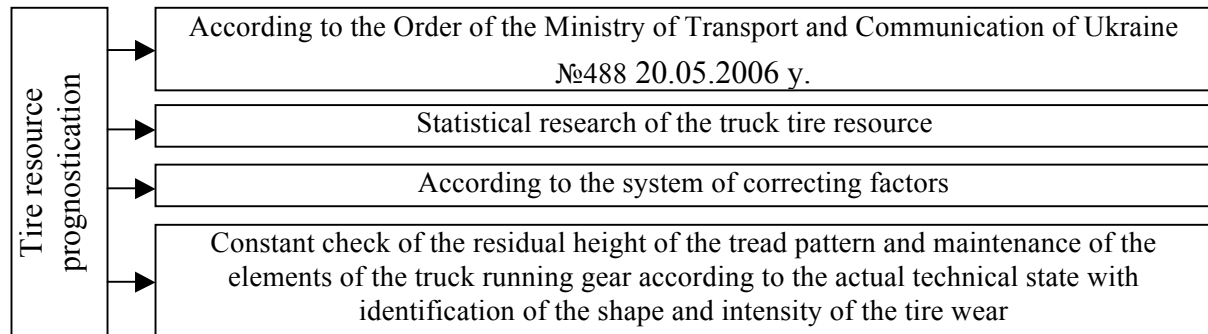 Tire resource
prognostication
According to the Order of the Ministry of Transport and Communication of Ukraine
№488 20.05.2006 y.
Statistical research of the truck tire resource
According to the system of correcting factors
Constant check of the residual height of the tread pattern and maintenance of the
elements of the truck running gear according to the actual technical state with
identification of the shape and intensity of the tire wear